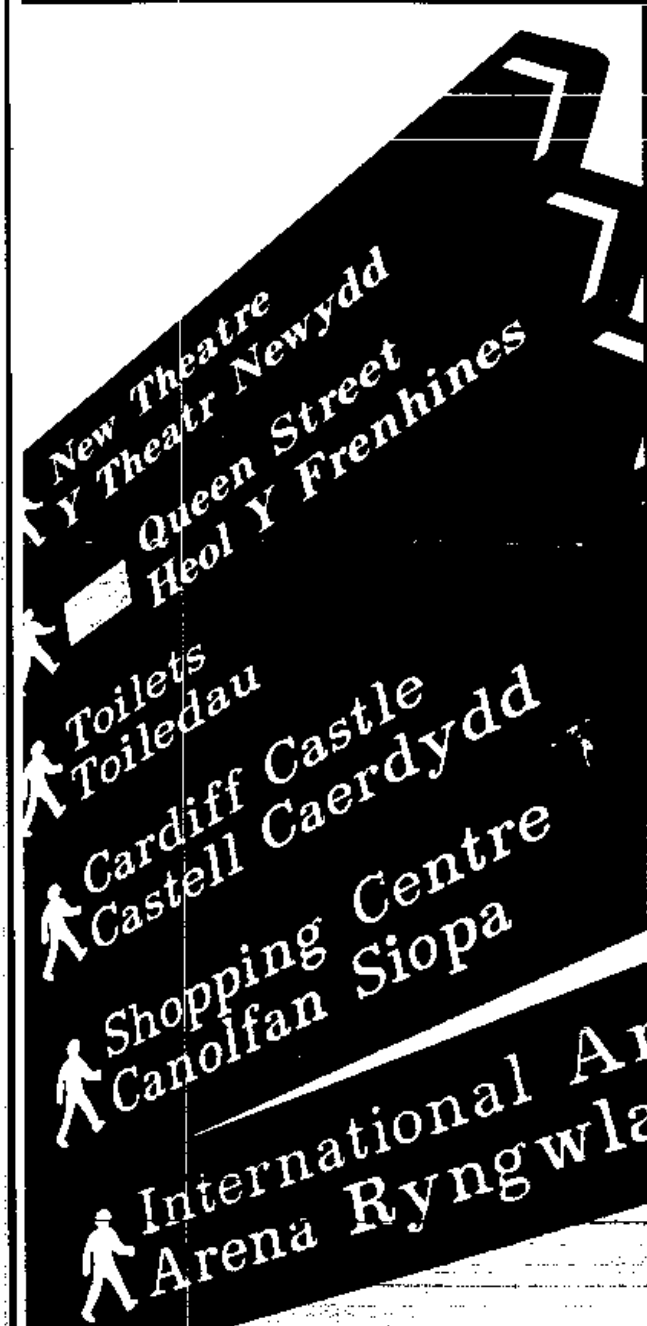 New Theatre
Y Theatr Newydd
Queen Street
Heol Y Frenhines
Toilets
Toiledau
Cardiff Castle
Castell Caerdydd
Shopping Centre
Canolfan Siopa
International
Arena